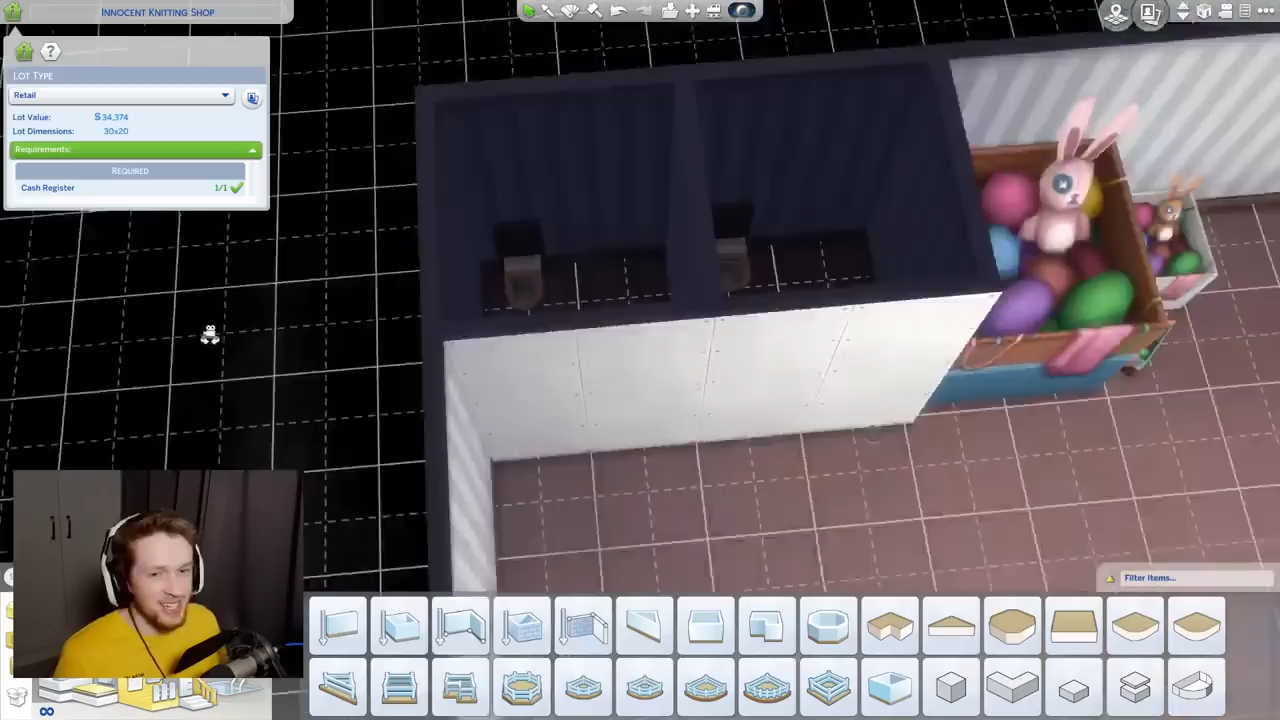 INNOCENT KNITTING SHOP
LOT TYPE
Retail
Lot Value: §34,374
Lot Dimensions: 30x20
Requirements:
REQUIRED
Cash Register 1/1
Filter Items...